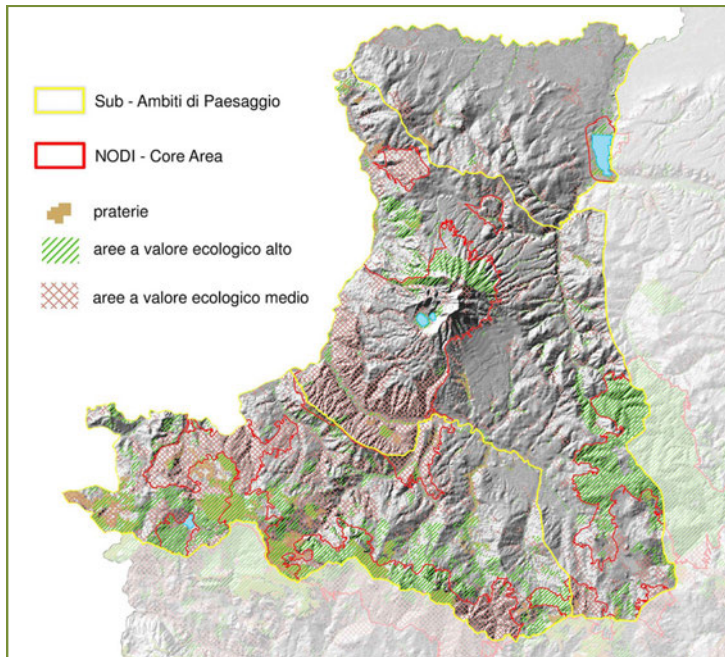 Sub - Ambiti di Paesaggio
NODI - Core Area
praterie
aree a valore ecologico alto
aree a valore ecologico medio